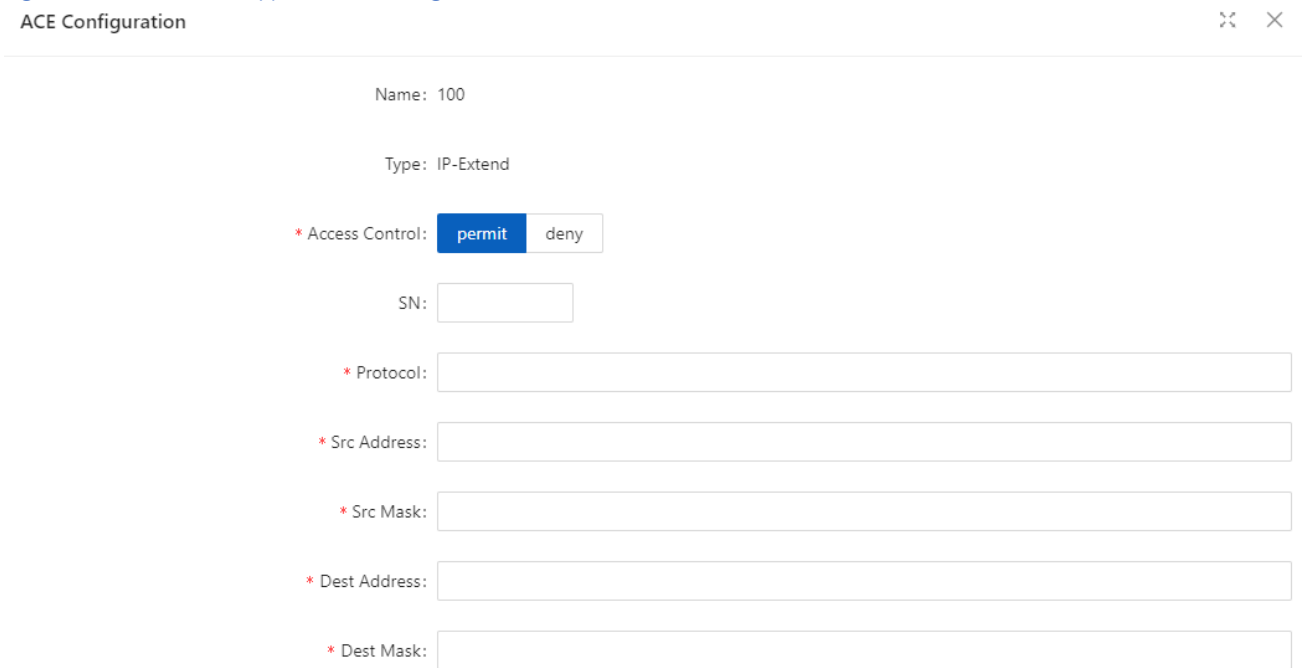 ACE Configuration
Name: 100
Type: IP-Extend
* Access Control: permit deny
SN:
* Protocol:
* Src Address:
* Src Mask:
* Dest Address:
* Dest Mask: